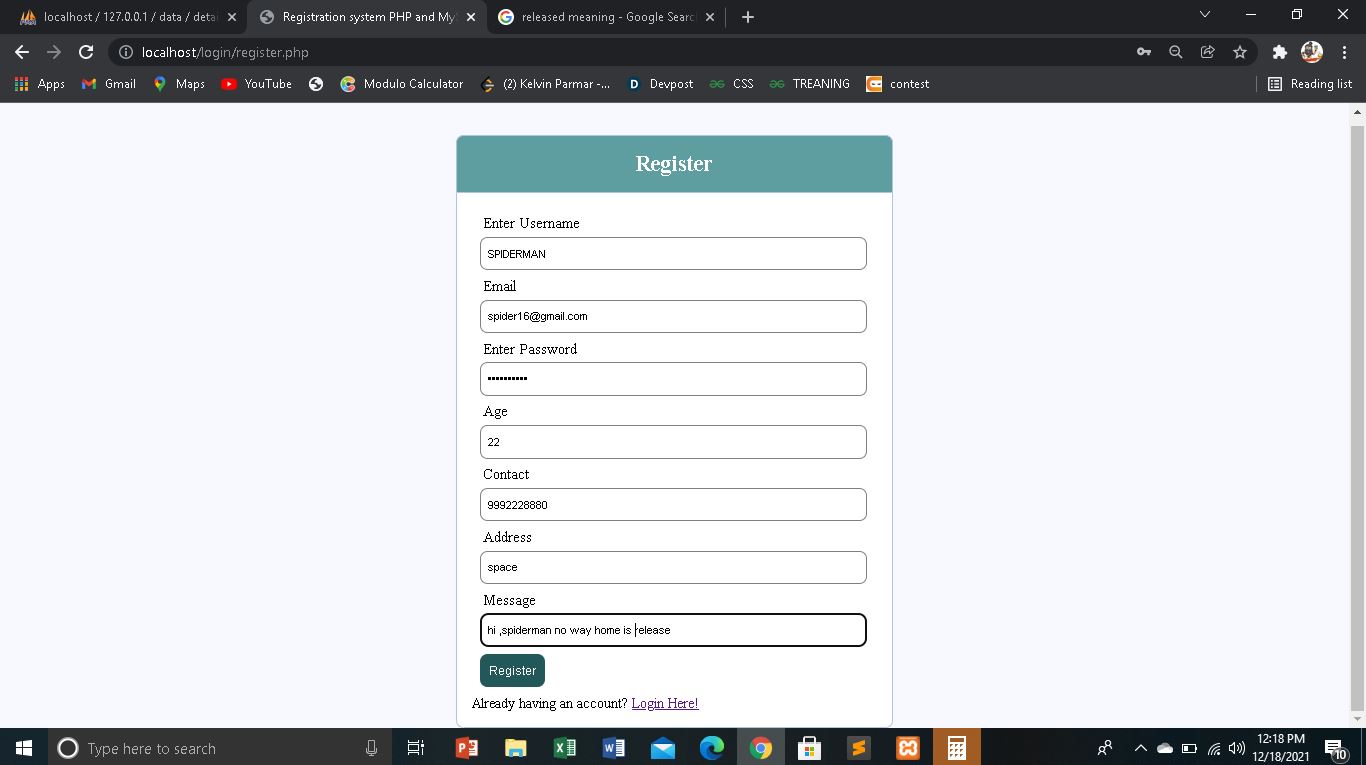 localhost / 127.0.0.1 / data / detai
Registration system PHP and MyS
released meaning - Google Search
localhost/login/register.php
Apps Gmail Maps YouTube Modulo Calculator (2) Kelvin Parmar -... Devpost CSS TREANING contest Reading list
Register
Enter Username
SPIDERMAN
Email
spider16@gmail.com
Enter Password
••••••••••
Age
22
Contact
9992228880
Address
space
Message
hi ,spiderman no way home is release
Register
Already having an account? Login Here!
Type here to search
12:18 PM
12/18/2021
10